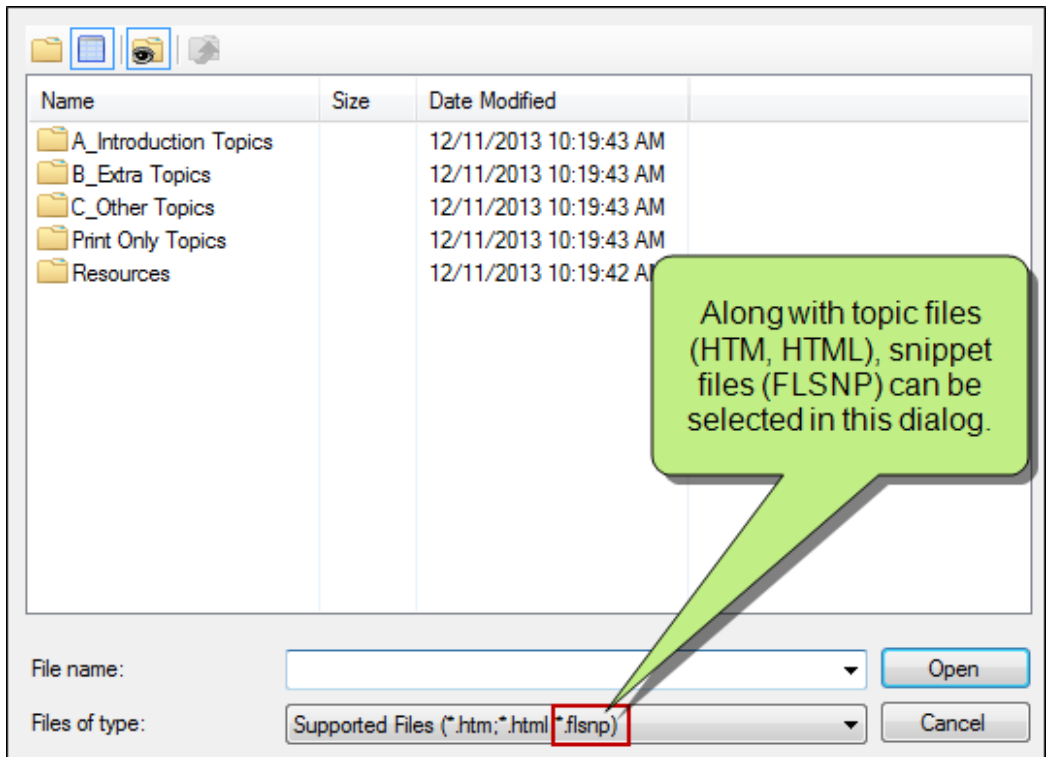 Name Size Date Modified
A_Introduction Topics 12/11/2013 10:19:43 AM
B_Extra Topics 12/11/2013 10:19:43 AM
C_Other Topics 12/11/2013 10:19:43 AM
Print Only Topics 12/11/2013 10:19:43 AM
Resources 12/11/2013 10:19:42 A
Along with topic files
(HTM, HTML), snippet
files (FLSNP) can be
selected in this dialog.
File name: Open
Files of type: Supported Files (*.htm;*.html *.flsnp) Cancel